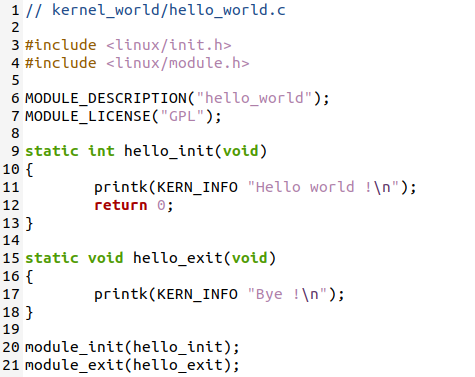 1 // kernel_world/hello_world.c
2
3 #include <linux/init.h>
4 #include <linux/module.h>
5
6 MODULE_DESCRIPTION("hello_world");
7 MODULE_LICENSE("GPL");
8
9 static int hello_init(void)
10 {
11         printk(KERN_INFO "Hello world !\n");
12         return 0;
13 }
14
15 static void hello_exit(void)
16 {
17         printk(KERN_INFO "Bye !\n");
18 }
19
20 module_init(hello_init);
21 module_exit(hello_exit);